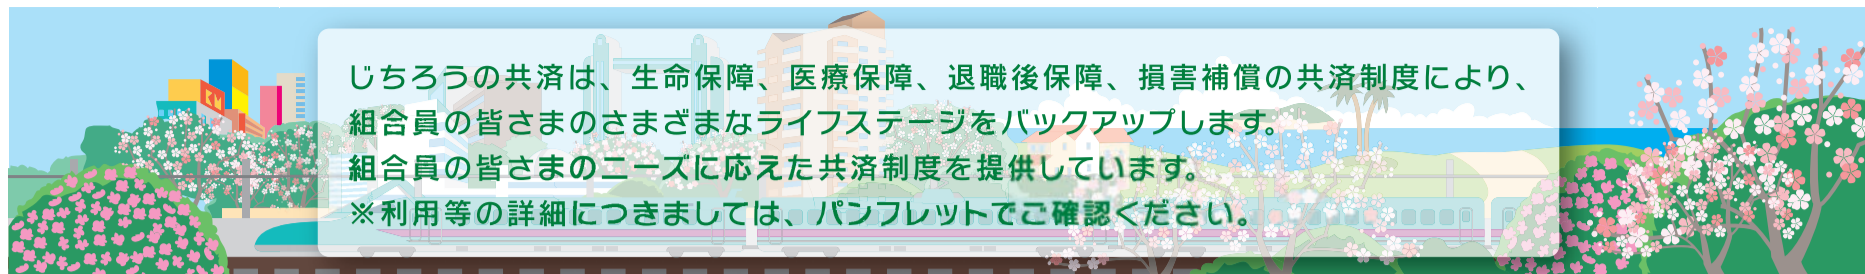 じちろうの共済は、生命保障、医療保障、退職後保障、損害補償の共済制度により、
組合員の皆さまのさまざまなライフステージをバックアップします。
組合員の皆さまのニーズに応えた共済制度を提供しています。
※利用等の詳細につきましては、パンフレットでご確認ください。
KM